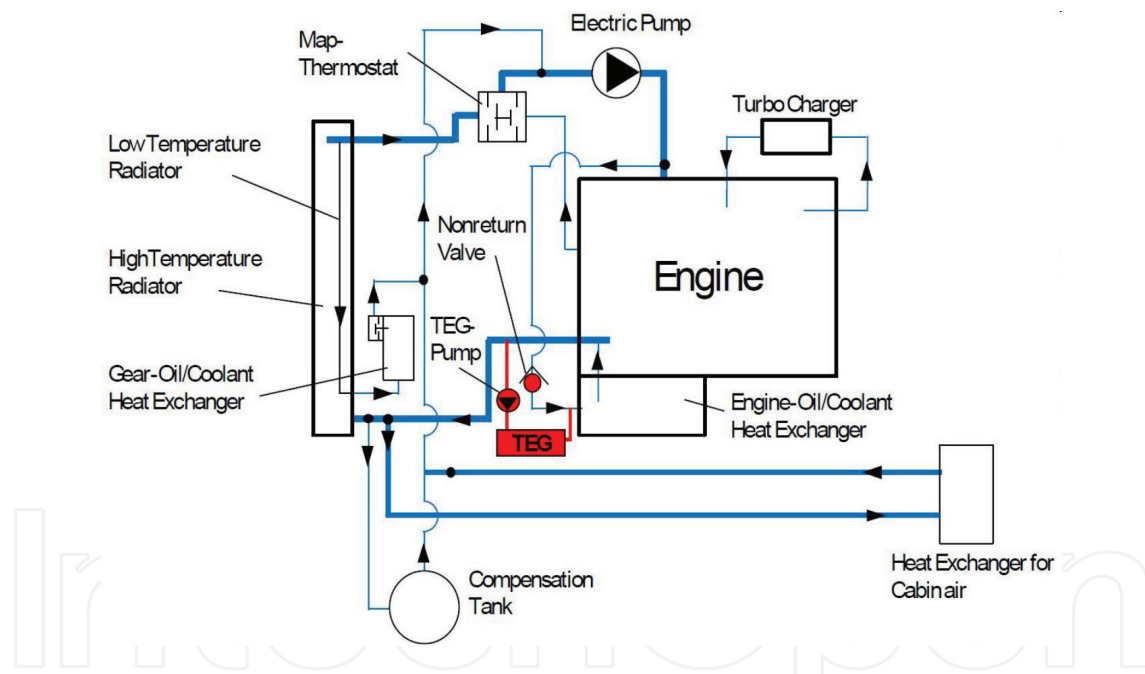 Electric Pump
Map-
Thermostat
Turbo Charger
Low Temperature
Radiator
Nonreturn
Valve
High Temperature
Radiator
Engine
TEG-
Pump
Gear-Oil/Coolant
Heat Exchanger
Engine-Oil/Coolant
Heat Exchanger
TEG
Heat Exchanger for
Cabin air
Compensation
Tank
IntechOpen